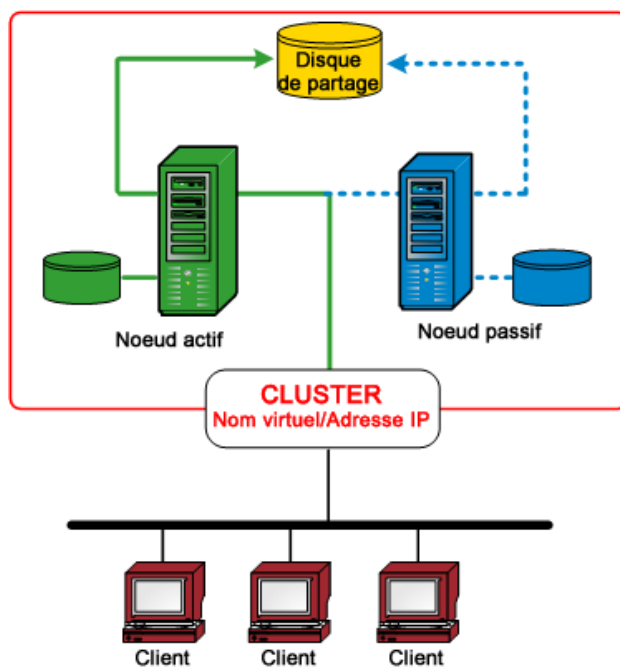 Disque
de partage
Noeud actif
Noeud passif
CLUSTER
Nom virtuel/Adresse IP
Client
Client
Client